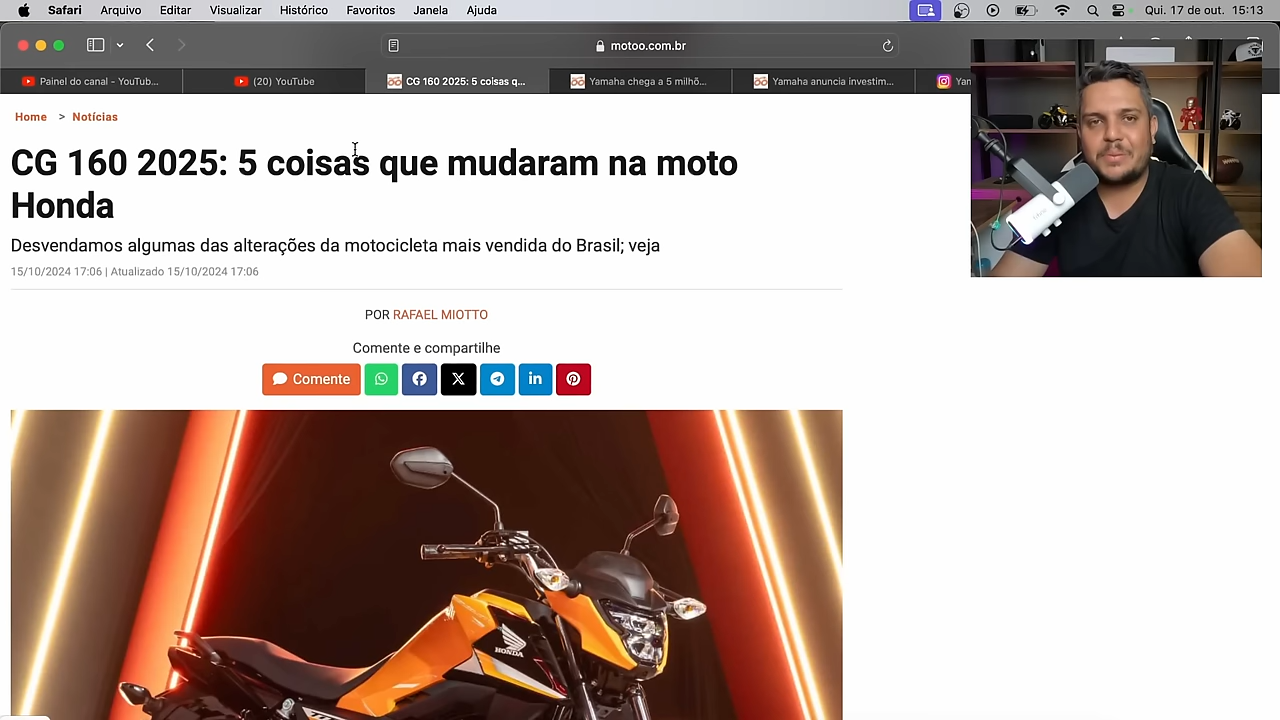 Safari Arquivo Editar Visualizar Histórico Favoritos Janela Ajuda Qui. 17 de out. 15:13
motoo.com.br
Painel do canal - YouTub... (20) YouTube CG 160 2025: 5 coisas q... Yamaha chega a 5 milhõ... Yamaha anuncia investim... Yan
Home > Notícias
CG 160 2025: 5 coisas que mudaram na moto
Honda
Desvendamos algumas das alterações da motocicleta mais vendida do Brasil; veja
15/10/2024 17:06 | Atualizado 15/10/2024 17:06
POR RAFAEL MIOTTO
Comente e compartilhe
Comente
HONDA